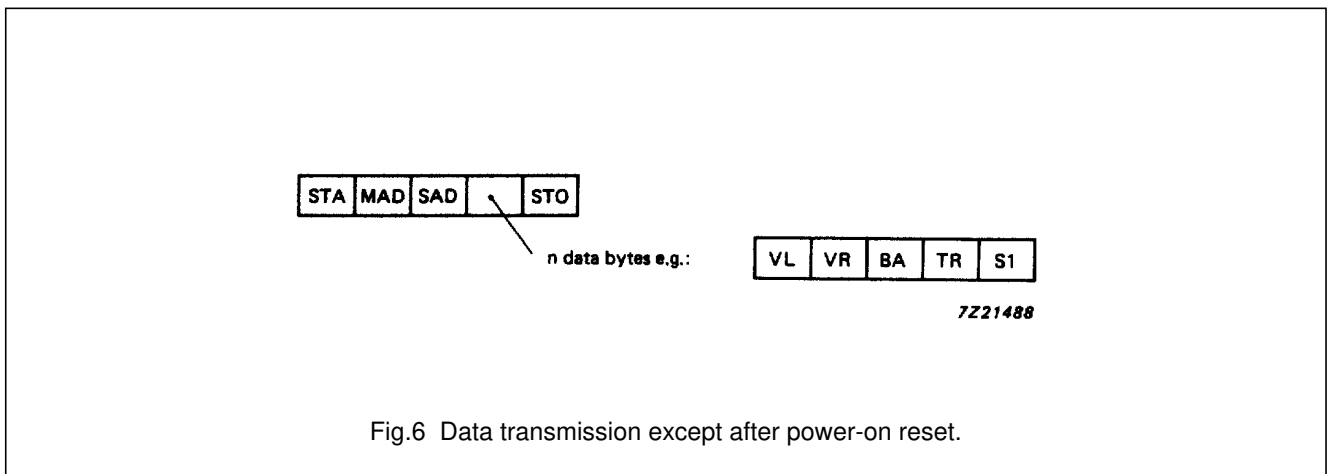 STA MAD SAD STO
n data bytes e.g.: VL VR BA TR S1
7Z21488
Fig.6 Data transmission except after power-on reset.